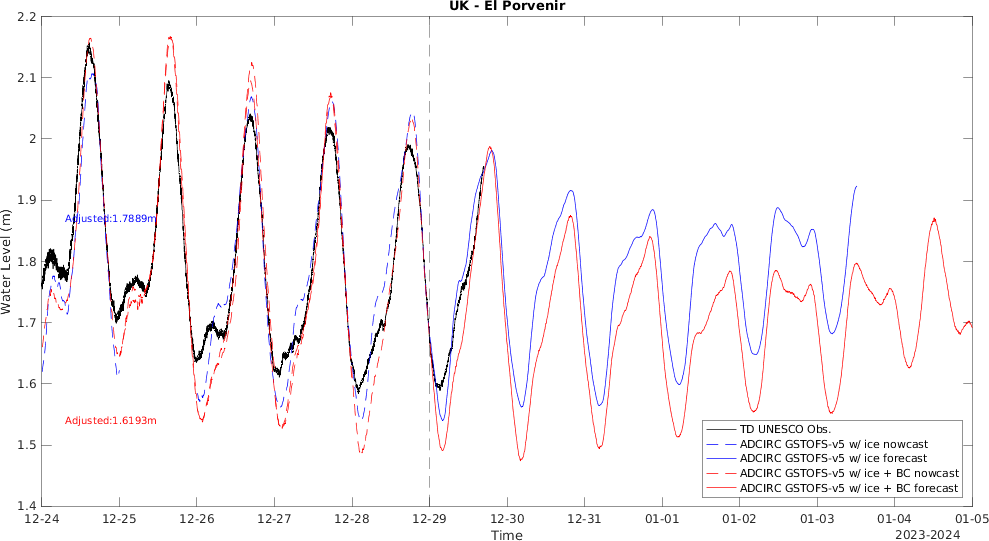 UK - El Porvenir
2.2
2.1
2
1.9
1.8
1.7
1.6
1.5
1.4
Water Level (m)
Adjusted:1.7889m
Adjusted:1.6193m
TD UNESCO Obs.
ADCIRC GSTOFS-v5 w/ ice nowcast
ADCIRC GSTOFS-v5 w/ ice forecast
ADCIRC GSTOFS-v5 w/ ice + BC nowcast
ADCIRC GSTOFS-v5 w/ ice + BC forecast
12-24 12-25 12-26 12-27 12-28 12-29 12-30 12-31 01-01 01-02 01-03 01-04 01-05
Time
2023-2024